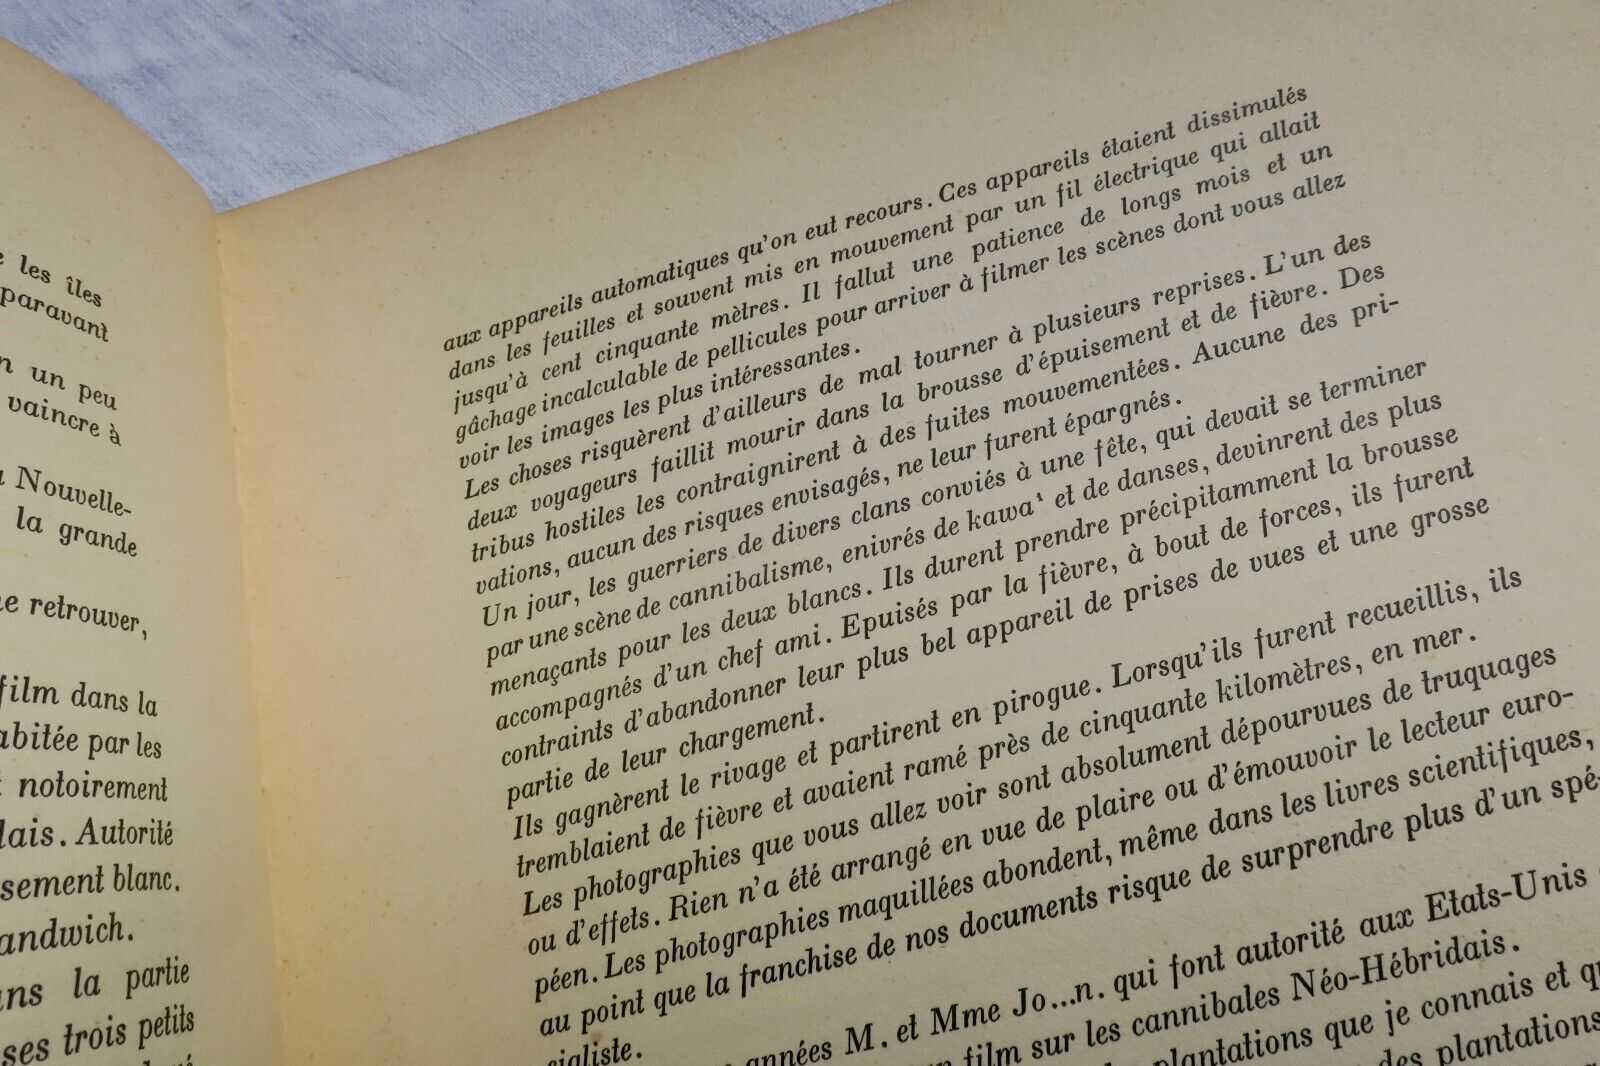 les îles
paravant
un peu
vaincre à
Nouvelle-
la grande
retrouver,
film dans la
abitée par les
notoirement
lais. Autorité
sement blanc.
andwich.
ans la partie
ses trois petits
aux appareils automatiques qu'on eut recours. Ces appareils étaient dissimulés
dans les feuilles et souvent mis en mouvement par un fil électrique qui allait
jusqu'à cent cinquante mètres. Il fallut une patience de longs mois et un
gâchage incalculable de pellicules pour arriver à filmer les scènes dont vous allez
voir les images les plus intéressantes.
Les choses risquèrent d'ailleurs de mal tourner à plusieurs reprises. L'un des
deux voyageurs faillit mourir dans la brousse d'épuisement et de fièvre. Des
tribus hostiles les contraignirent à des fuites mouvementées. Aucune des pri-
vations, aucun des risques envisagés, ne leur furent épargnés.
Un jour, les guerriers de divers clans conviés à une fête, qui devait se terminer
par une scène de cannibalisme, enivrés de kawa¹ et de danses, devinrent des plus
menaçants pour les deux blancs. Ils durent prendre précipitamment la brousse
accompagnés d'un chef ami. Epuisés par la fièvre, à bout de forces, ils furent
contraints d'abandonner leur plus bel appareil de prises de vues et une grosse
partie de leur chargement.
Ils gagnèrent le rivage et partirent en pirogue. Lorsqu'ils furent recueillis, ils
tremblaient de fièvre et avaient ramé près de cinquante kilomètres, en mer.
Les photographies que vous allez voir sont absolument dépourvues de truquages
ou d'effets. Rien n'a été arrangé en vue de plaire ou d'émouvoir le lecteur euro-
péen. Les photographies maquillées abondent, même dans les livres scientifiques,
au point que la franchise de nos documents risque de surprendre plus d'un spé-
cialiste.
années M. et Mme Jo...n. qui font autorité aux Etats-Unis
film sur les cannibales Néo-Hébridais.
plantations que je connais et
des plantations